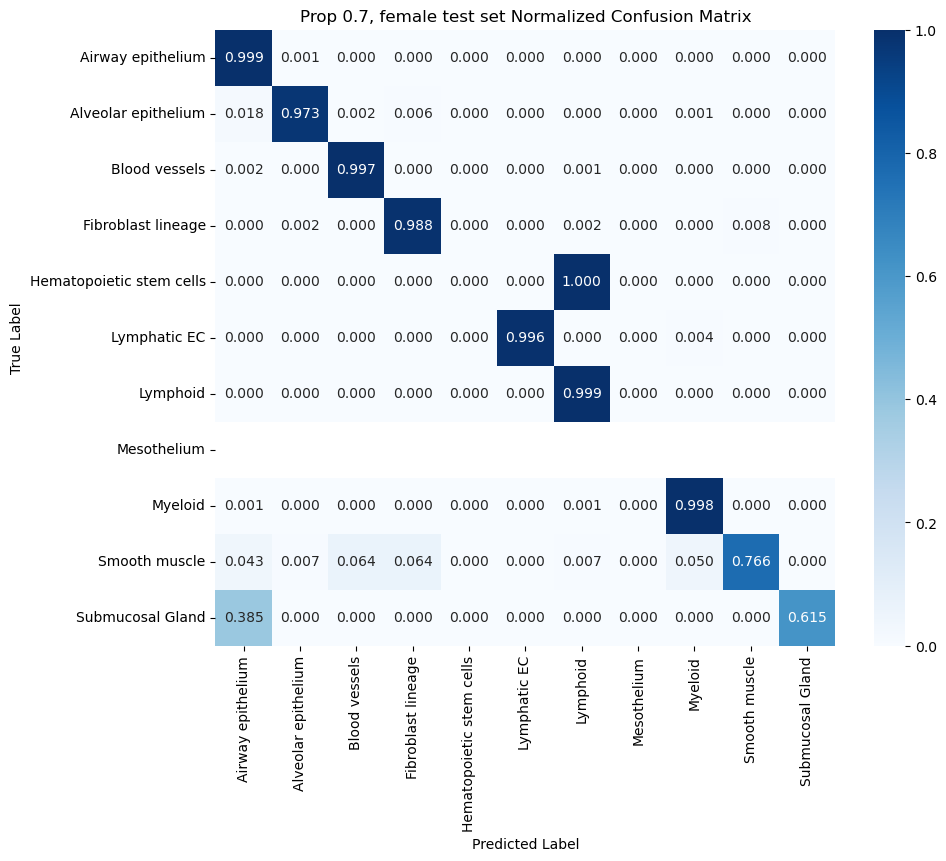 Prop 0.7, female test set Normalized Confusion Matrix
Airway epithelium 0.999 0.001 0.000 0.000 0.000 0.000 0.000 0.000 0.000 0.000 0.000
Alveolar epithelium 0.018 0.973 0.002 0.006 0.000 0.000 0.000 0.000 0.001 0.000 0.000
Blood vessels 0.002 0.000 0.997 0.000 0.000 0.000 0.001 0.000 0.000 0.000 0.000
Fibroblast lineage 0.000 0.002 0.000 0.988 0.000 0.000 0.002 0.000 0.000 0.008 0.000
Hematopoietic stem cells 0.000 0.000 0.000 0.000 0.000 0.000 1.000 0.000 0.000 0.000 0.000
Lymphatic EC 0.000 0.000 0.000 0.000 0.000 0.996 0.000 0.000 0.004 0.000 0.000
Lymphoid 0.000 0.000 0.000 0.000 0.000 0.000 0.999 0.000 0.000 0.000 0.000
Mesothelium
Myeloid 0.001 0.000 0.000 0.000 0.000 0.000 0.001 0.000 0.998 0.000 0.000
Smooth muscle 0.043 0.007 0.064 0.064 0.000 0.000 0.007 0.000 0.050 0.766 0.000
Submucosal Gland 0.385 0.000 0.000 0.000 0.000 0.000 0.000 0.000 0.000 0.000 0.615
True Label
Airway epithelium
Alveolar epithelium
Blood vessels
Fibroblast lineage
Hematopoietic stem cells
Lymphatic EC
Lymphoid
Mesothelium
Myeloid
Smooth muscle
Submucosal Gland
Predicted Label
1.0
0.8
0.6
0.4
0.2
0.0